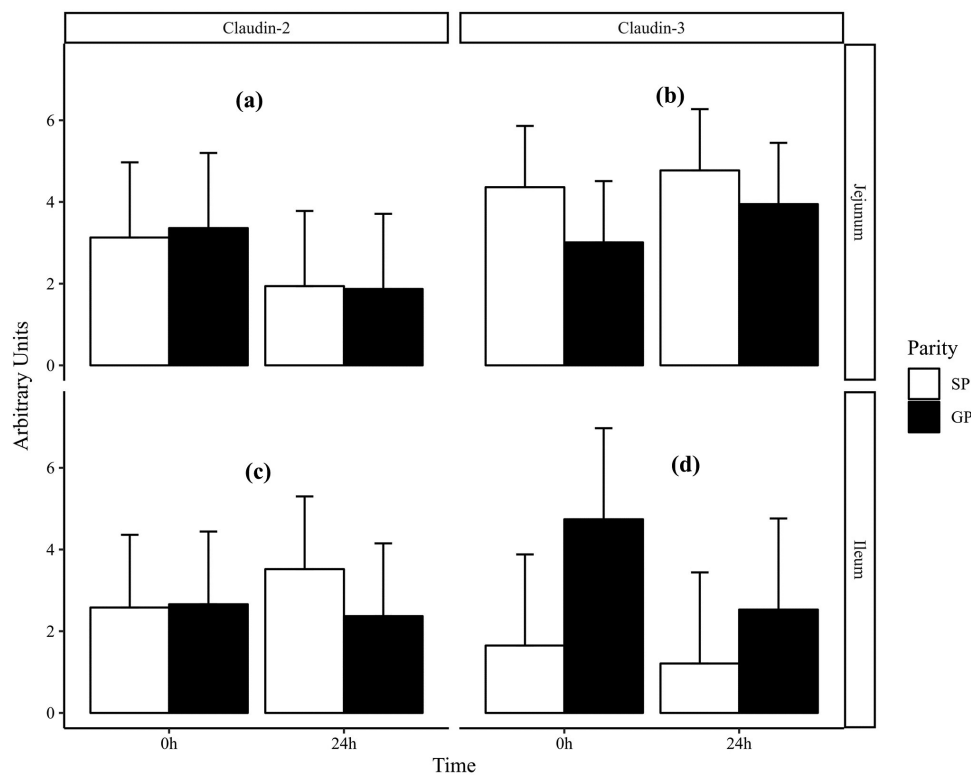 Claudin-2
Claudin-3
(a)
(b)
6
4
2
0
Jejunum
Arbitrary Units
(c)
(d)
6
4
2
0
Ileum
0h
24h
0h
24h
Time
Parity
SP
GP